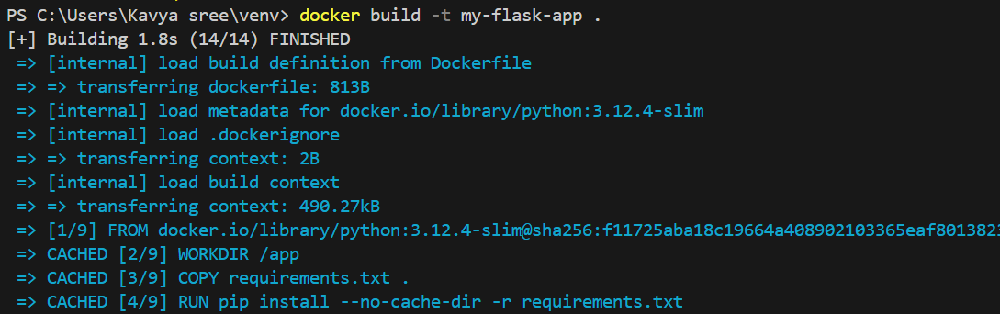 PS C:\Users\Kavya sree\venv> docker build -t my-flask-app .
[+] Building 1.8s (14/14) FINISHED
=> [internal] load build definition from Dockerfile
=> => transferring dockerfile: 813B
=> [internal] load metadata for docker.io/library/python:3.12.4-slim
=> [internal] load .dockerignore
=> => transferring context: 2B
=> [internal] load build context
=> => transferring context: 490.27kB
=> [1/9] FROM docker.io/library/python:3.12.4-slim@sha256:f11725aba18c19664a408902103365eaf8013823
=> CACHED [2/9] WORKDIR /app
=> CACHED [3/9] COPY requirements.txt .
=> CACHED [4/9] RUN pip install --no-cache-dir -r requirements.txt